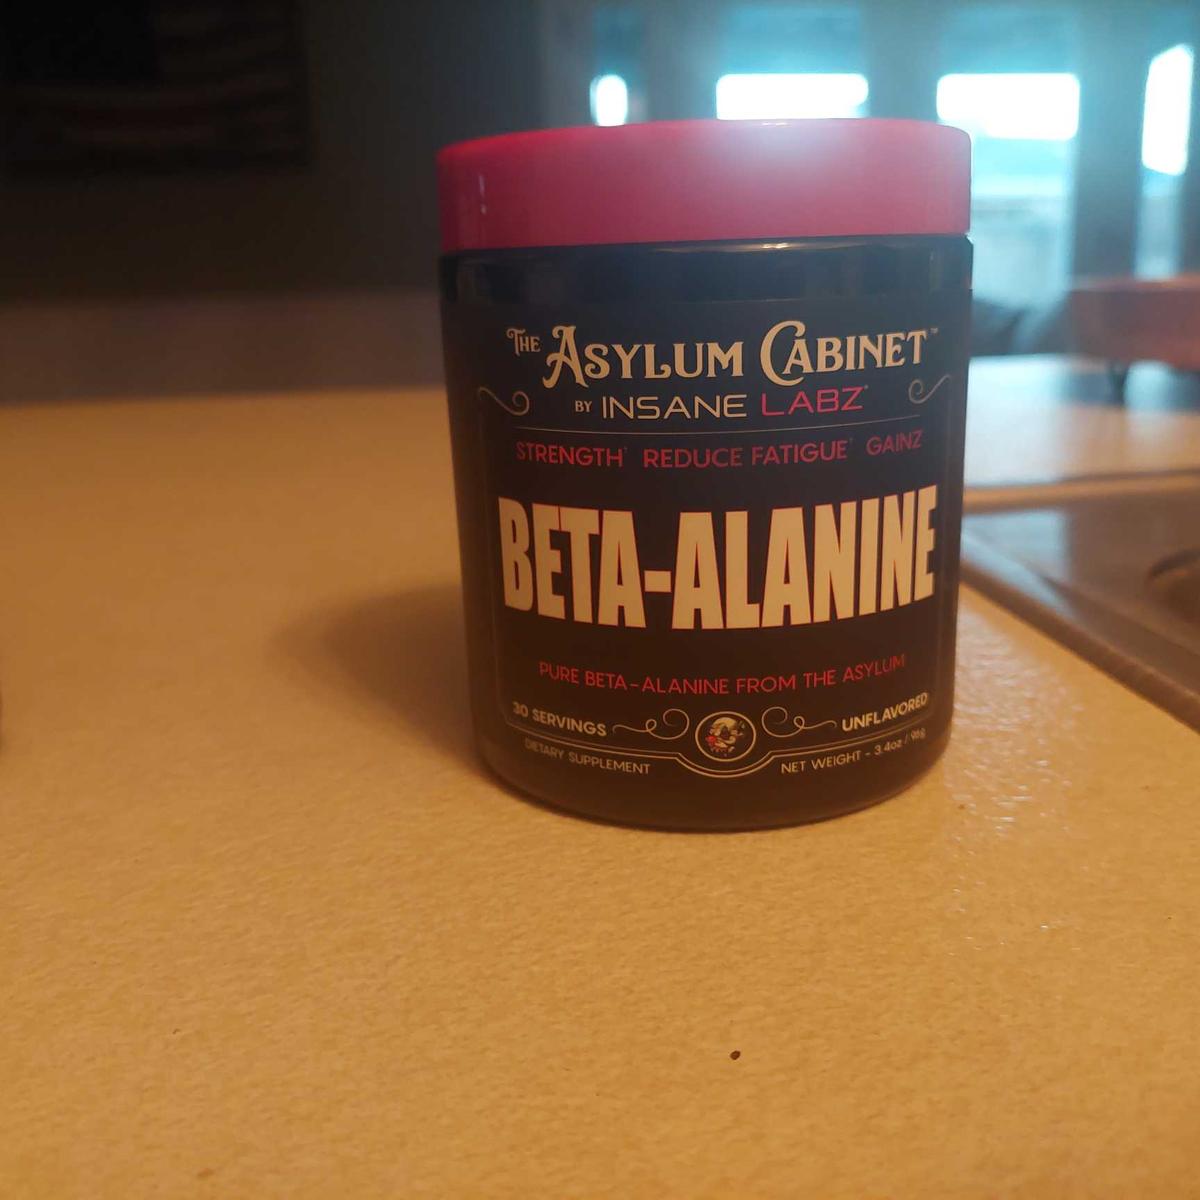 THE ASYLUM CABINET™
BY INSANE LABZ®
STRENGTH* REDUCE FATIGUE* GAINZ
BETA-ALANINE
PURE BETA-ALANINE FROM THE ASYLUM
30 SERVINGS UNFLAVORED
DIETARY SUPPLEMENT NET WEIGHT - 3.4oz / 96g